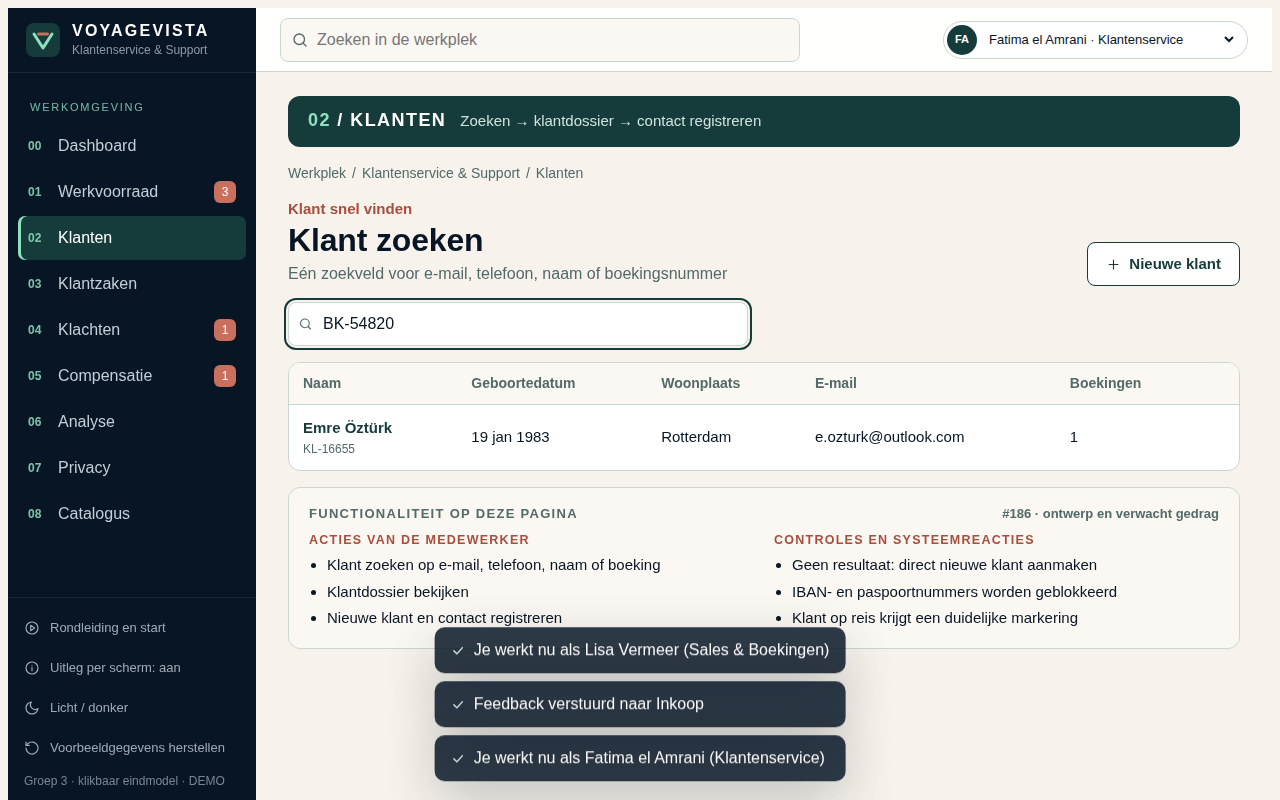 VOYAGEVISTA
Klantenservice & Support
Zoeken in de werkplek
FA
Fatima el Amrani · Klantenservice
WERKOMGEVING
00 Dashboard
01 Werkvoorraad 3
02 Klanten
03 Klantzaken
04 Klachten 1
05 Compensatie 1
06 Analyse
07 Privacy
08 Catalogus
Rondleiding en start
Uitleg per scherm: aan
Licht / donker
Voorbeeldgegevens herstellen
Groep 3 · klikbaar eindmodel · DEMO
02 / KLANTEN Zoeken → klantdossier → contact registreren
Werkplek / Klantenservice & Support / Klanten
Klant snel vinden
Klant zoeken
Eén zoekveld voor e-mail, telefoon, naam of boekingsnummer
Nieuwe klant
BK-54820
Naam Geboortedatum Woonplaats E-mail Boekingen
Emre Öztürk 19 jan 1983 Rotterdam e.ozturk@outlook.com 1
KL-16655
FUNCTIONALITEIT OP DEZE PAGINA
#186 · ontwerp en verwacht gedrag
ACTIES VAN DE MEDEWERKER
• Klant zoeken op e-mail, telefoon, naam of boeking
• Klantdossier bekijken
• Nieuwe klant en contact registreren
CONTROLES EN SYSTEEMREACTIES
• Geen resultaat: direct nieuwe klant aanmaken
• IBAN- en paspoortnummers worden geblokkeerd
• Klant op reis krijgt een duidelijke markering
Je werkt nu als Lisa Vermeer (Sales & Boekingen)
Feedback verstuurd naar Inkoop
Je werkt nu als Fatima el Amrani (Klantenservice)